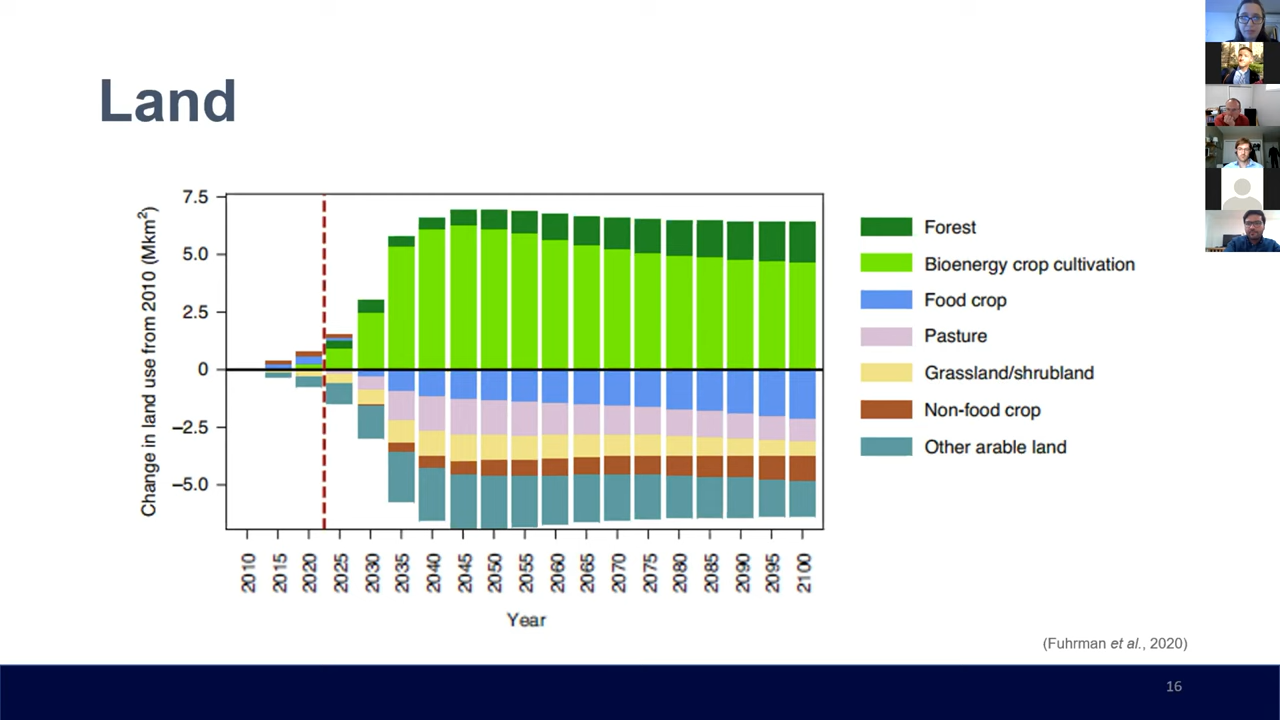 Land
Change in land use from 2010 (Mkm²)
7.5
5.0
2.5
0
−2.5
−5.0
2010 2015 2020 2025 2030 2035 2040 2045 2050 2055 2060 2065 2070 2075 2080 2085 2090 2095 2100
Year
Forest
Bioenergy crop cultivation
Food crop
Pasture
Grassland/shrubland
Non-food crop
Other arable land
(Fuhrman et al., 2020)
16